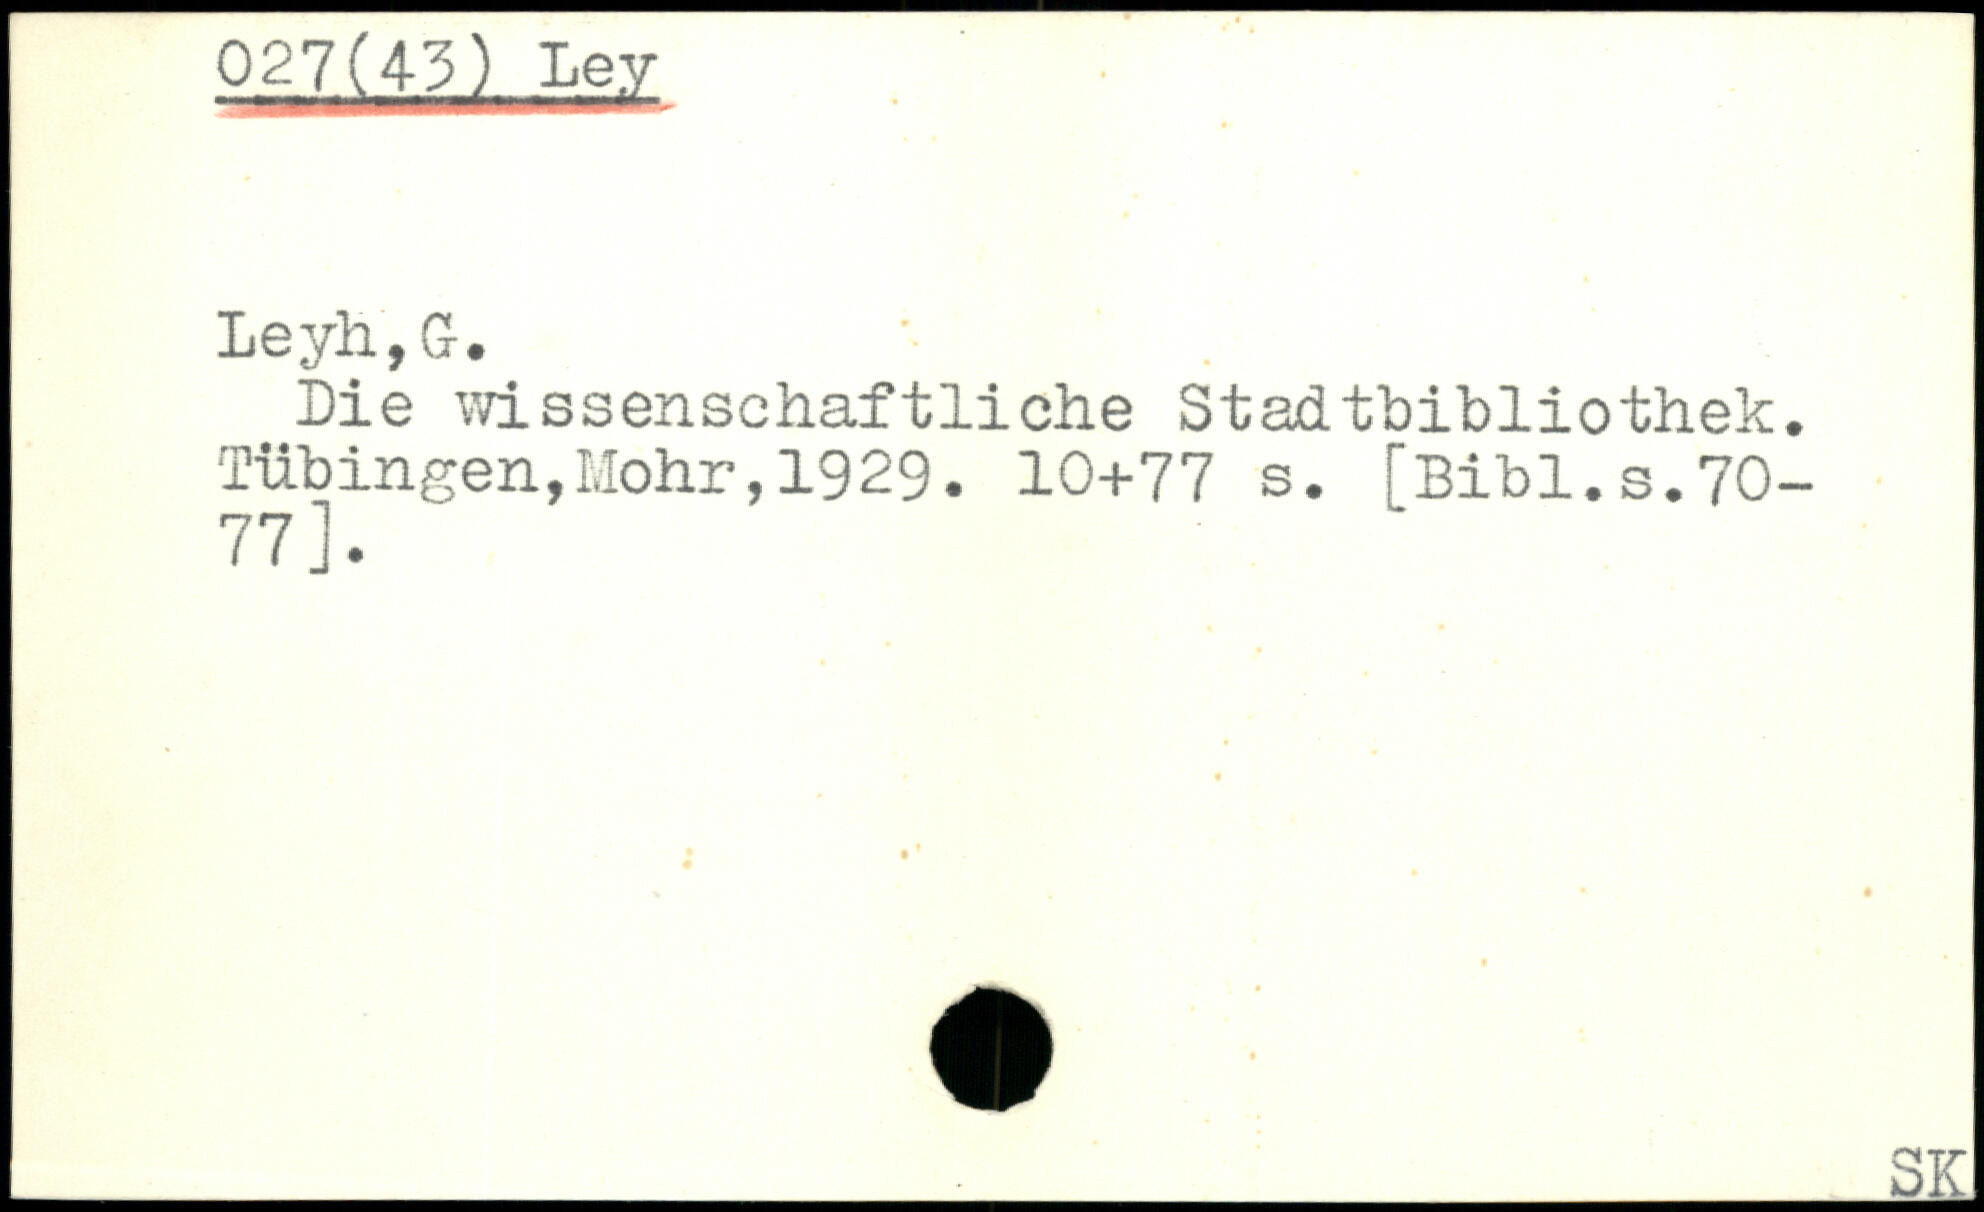 027(43) Ley
Leyh,G.
Die wissenschaftliche Stadtbibliothek.
Tübingen,Mohr,1929. 10+77 s. [Bibl.s.70-
77].
SK